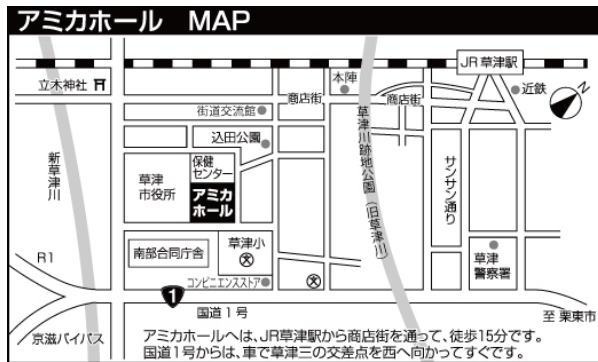 アミカホール　MAP
JR草津駅
立木神社
本陣
近鉄
N
商店街
商店街
街道交流館
込田公園
保健
センター
草津
市役所
アミカ
ホール
新草津川
草津川跡地公園（旧草津川）
サンサン通り
南部合同庁舎
草津小
文
文
草津
警察署
R1
コンビニエンスストア
1
国道1号
至 栗東市
京滋バイパス
アミカホールへは、JR草津駅から商店街を通って、徒歩15分です。
国道1号からは、車で草津三の交差点を西へ向かってすぐです。